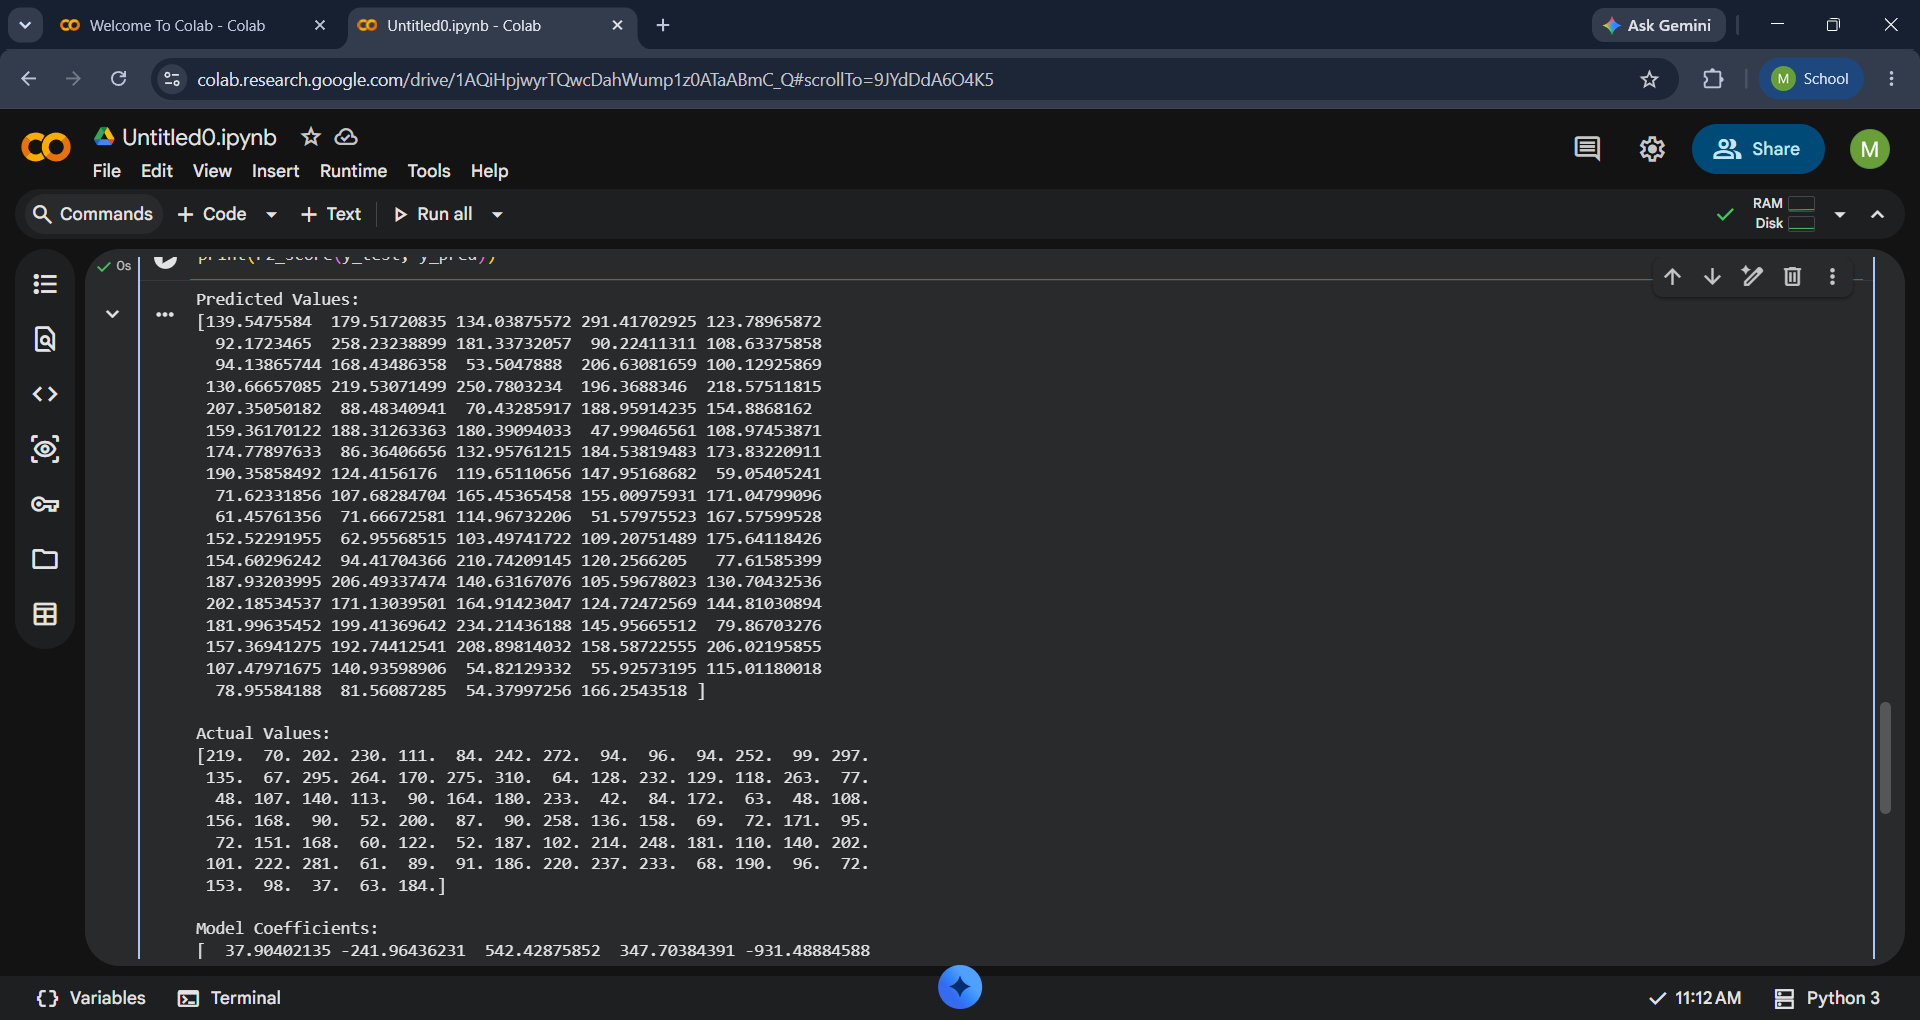 Welcome To Colab - Colab
Untitled0.ipynb - Colab
Ask Gemini
colab.research.google.com/drive/1AQiHpjwyrTQwcDahWump1z0ATaABmC_Q#scrollTo=9JYdDdA6O4K5
M School
Untitled0.ipynb
File Edit View Insert Runtime Tools Help
Share
M
Commands + Code + Text Run all
RAM
Disk
0s
print(r2_score(y_test, y_pred))
Predicted Values:
[139.5475584  179.51720835 134.03875572 291.41702925 123.78965872
  92.1723465  258.23238899 181.33732057  90.22411311 108.63375858
  94.13865744 168.43486358  53.5047888  206.63081659 100.12925869
 130.66657085 219.53071499 250.7803234  196.3688346  218.57511815
 207.35050182  88.48340941  70.43285917 188.95914235 154.8868162
 159.36170122 188.31263363 180.39094033  47.99046561 108.97453871
 174.77897633  86.36406656 132.95761215 184.53819483 173.83220911
 190.35858492 124.4156176  119.65110656 147.95168682  59.05405241
  71.62331856 107.68284704 165.45365458 155.00975931 171.04799096
  61.45761356  71.66672581 114.96732206  51.57975523 167.57599528
 152.52291955  62.95568515 103.49741722 109.20751489 175.64118426
 154.60296242  94.41704366 210.74209145 120.2566205   77.61585399
 187.93203995 206.49337474 140.63167076 105.59678023 130.70432536
 202.18534537 171.13039501 164.91423047 124.72472569 144.81030894
 181.99635452 199.41369642 234.21436188 145.95665512  79.86703276
 157.36941275 192.74412541 208.89814032 158.58722555 206.02195855
 107.47971675 140.93598906  54.82129332  55.92573195 115.01180018
  78.95584188  81.56087285  54.37997256 166.2543518 ]
Actual Values:
[219.  70. 202. 230. 111.  84. 242. 272.  94.  96.  94. 252.  99. 297.
 135.  67. 295. 264. 170. 275. 310.  64. 128. 232. 129. 118. 263.  77.
  48. 107. 140. 113.  90. 164. 180. 233.  42.  84. 172.  63.  48. 108.
 156. 168.  90.  52. 200.  87.  90. 258. 136. 158.  69.  72. 171.  95.
  72. 151. 168.  60. 122.  52. 187. 102. 214. 248. 181. 110. 140. 202.
 101. 222. 281.  61.  89.  91. 186. 220. 237. 233.  68. 190.  96.  72.
 153.  98.  37.  63. 184.]
Model Coefficients:
[  37.90402135 -241.96436231  542.42875852  347.70384391 -931.48884588
Variables Terminal
11:12 AM Python 3